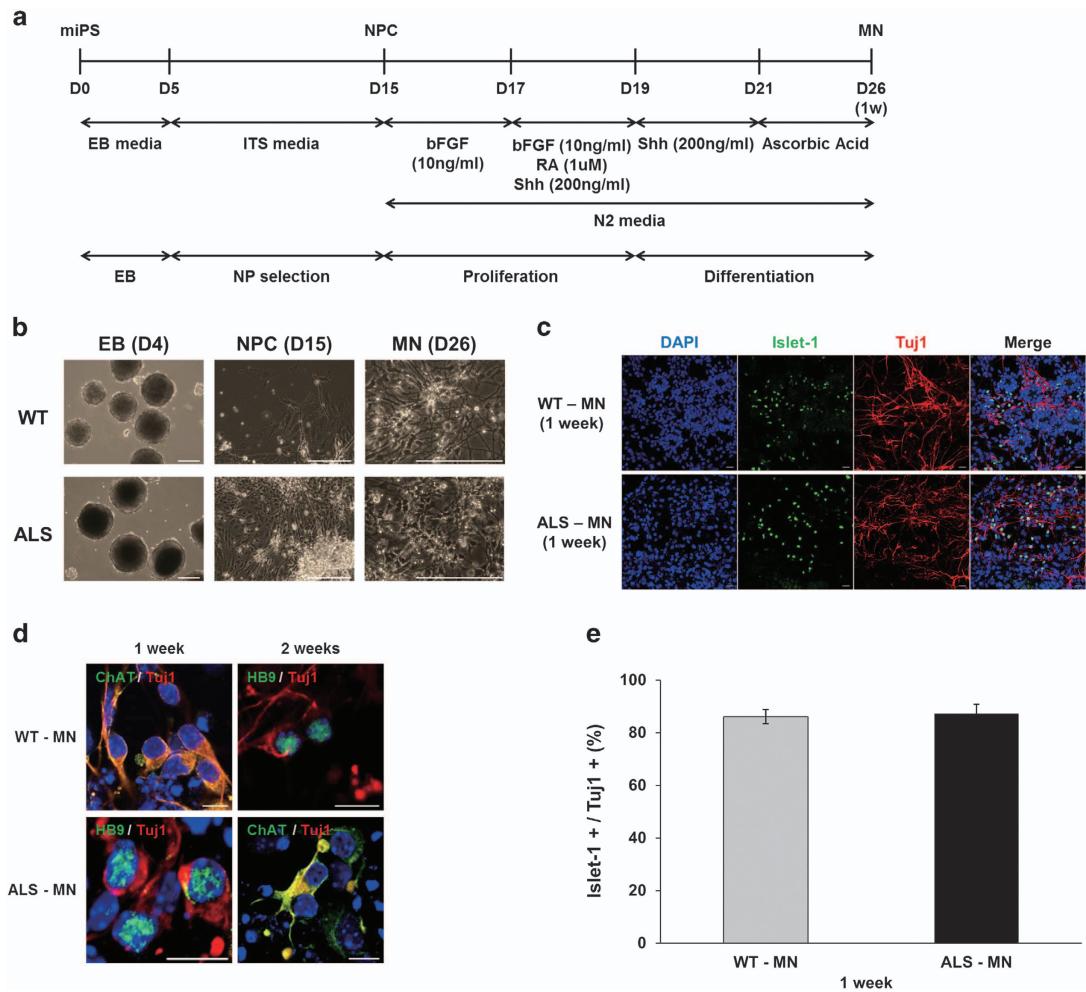 a
miPS NPC MN
D0 D5 D15 D17 D19 D21 D26
(1w)
EB media ITS media bFGF bFGF (10ng/ml) Shh (200ng/ml) Ascorbic Acid
(10ng/ml) RA (1uM)
Shh (200ng/ml)
N2 media
EB NP selection Proliferation Differentiation
b
EB (D4) NPC (D15) MN (D26)
WT
ALS
c
DAPI Islet-1 Tuj1 Merge
WT – MN
(1 week)
ALS – MN
(1 week)
d
1 week 2 weeks
ChAT / Tuj1 HB9 / Tuj1
WT - MN
HB9 / Tuj1 ChAT / Tuj1
ALS - MN
e
Islet-1 + / Tuj1 + (%)
100
80
60
40
20
0
WT - MN ALS - MN
1 week